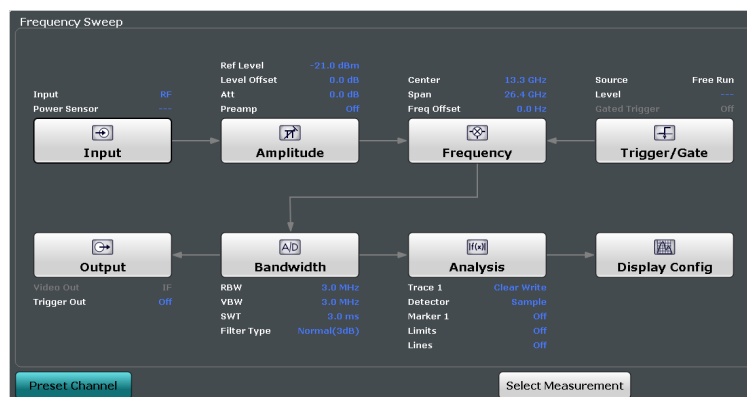 Frequency Sweep
Ref Level -21.0 dBm
Level Offset 0.0 dB
Att 0.0 dB
Preamp Off
Center 13.3 GHz
Span 26.4 GHz
Freq Offset 0.0 Hz
Source Free Run
Level ---
Gated Trigger Off
Input RF
Power Sensor ---
Input
Amplitude
Frequency
Trigger/Gate
A/D
|f(x)|
Output
Bandwidth
Analysis
Display Config
Video Out IF
Trigger Out Off
RBW 3.0 MHz
VBW 3.0 MHz
SWT 3.0 ms
Filter Type Normal(3dB)
Trace 1 Clear Write
Detector Sample
Marker 1 Off
Limits Off
Lines Off
Preset Channel
Select Measurement